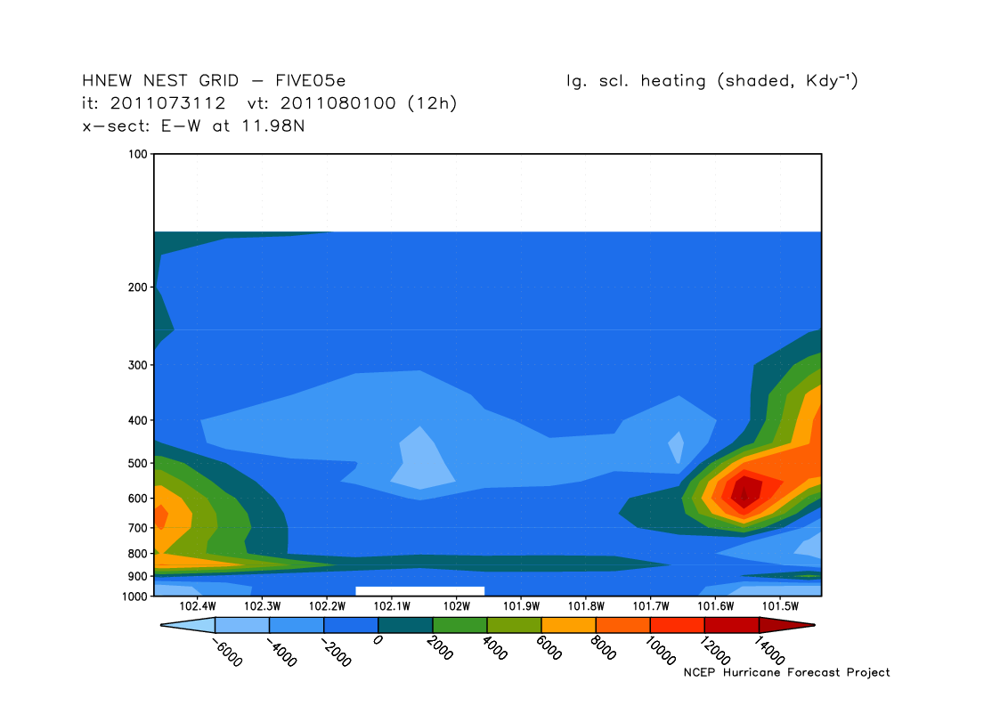 HNEW NEST GRID – FIVE05e
lg. scl. heating (shaded, Kdy⁻¹)
it: 2011073112 vt: 2011080100 (12h)
x–sect: E–W at 11.98N
100
200
300
400
500
600
700
800
900
1000
102.4W 102.3W 102.2W 102.1W 102W 101.9W 101.8W 101.7W 101.6W 101.5W
−6000 −4000 −2000 0 2000 4000 6000 8000 10000 12000 14000
NCEP Hurricane Forecast Project